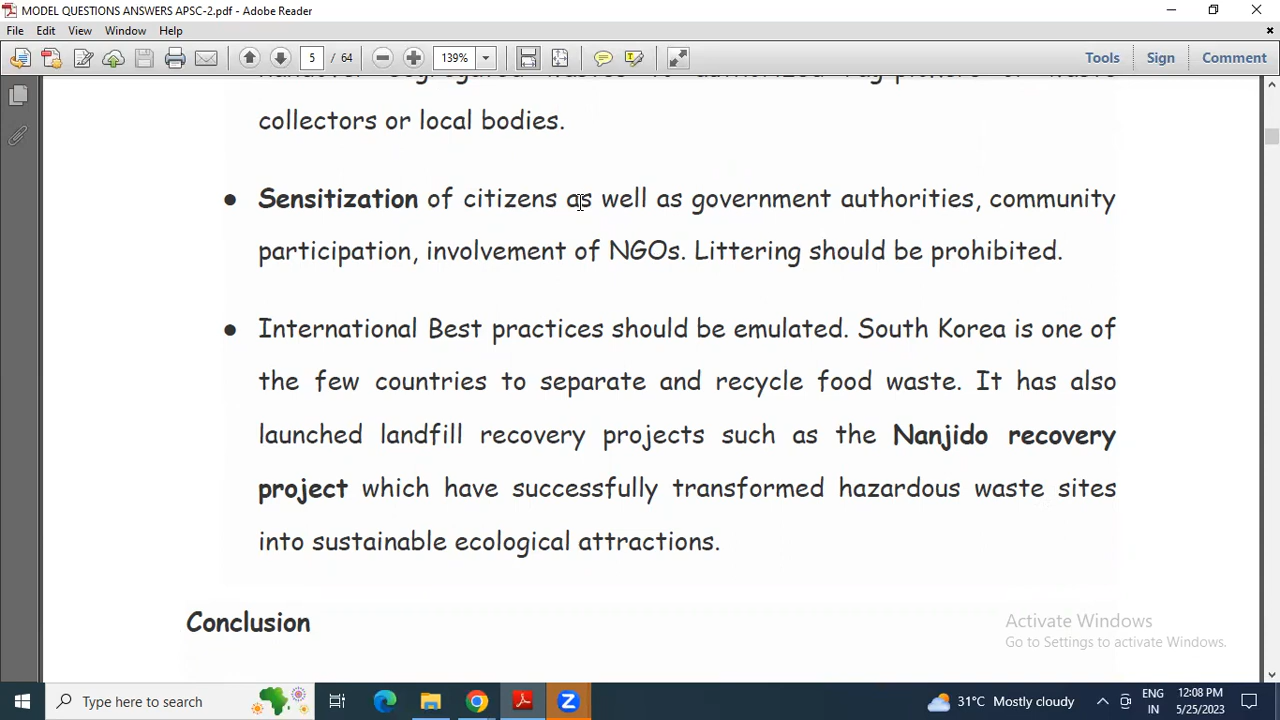 MODEL QUESTIONS ANSWERS APSC-2.pdf - Adobe Reader
File Edit View Window Help
5 / 64 139% Tools Sign Comment
collectors or local bodies.
● Sensitization of citizens as well as government authorities, community
participation, involvement of NGOs. Littering should be prohibited.
● International Best practices should be emulated. South Korea is one of
the few countries to separate and recycle food waste. It has also
launched landfill recovery projects such as the Nanjido recovery
project which have successfully transformed hazardous waste sites
into sustainable ecological attractions.
Conclusion
Activate Windows
Go to Settings to activate Windows.
Type here to search 31°C Mostly cloudy ENG IN 12:08 PM 5/25/2023